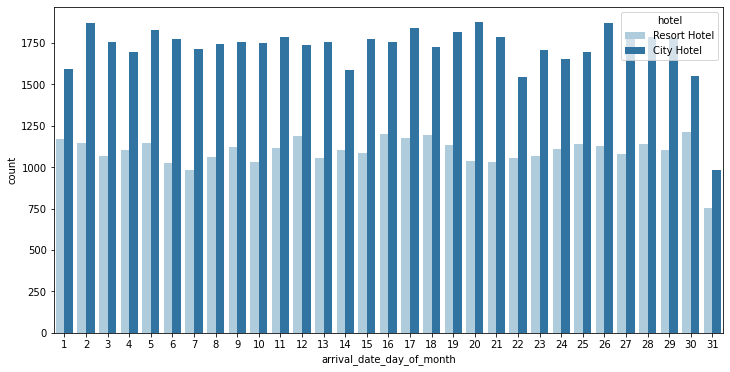 hotel
Resort Hotel
City Hotel
count
1750
1500
1250
1000
750
500
250
0
1 2 3 4 5 6 7 8 9 10 11 12 13 14 15 16 17 18 19 20 21 22 23 24 25 26 27 28 29 30 31
arrival_date_day_of_month